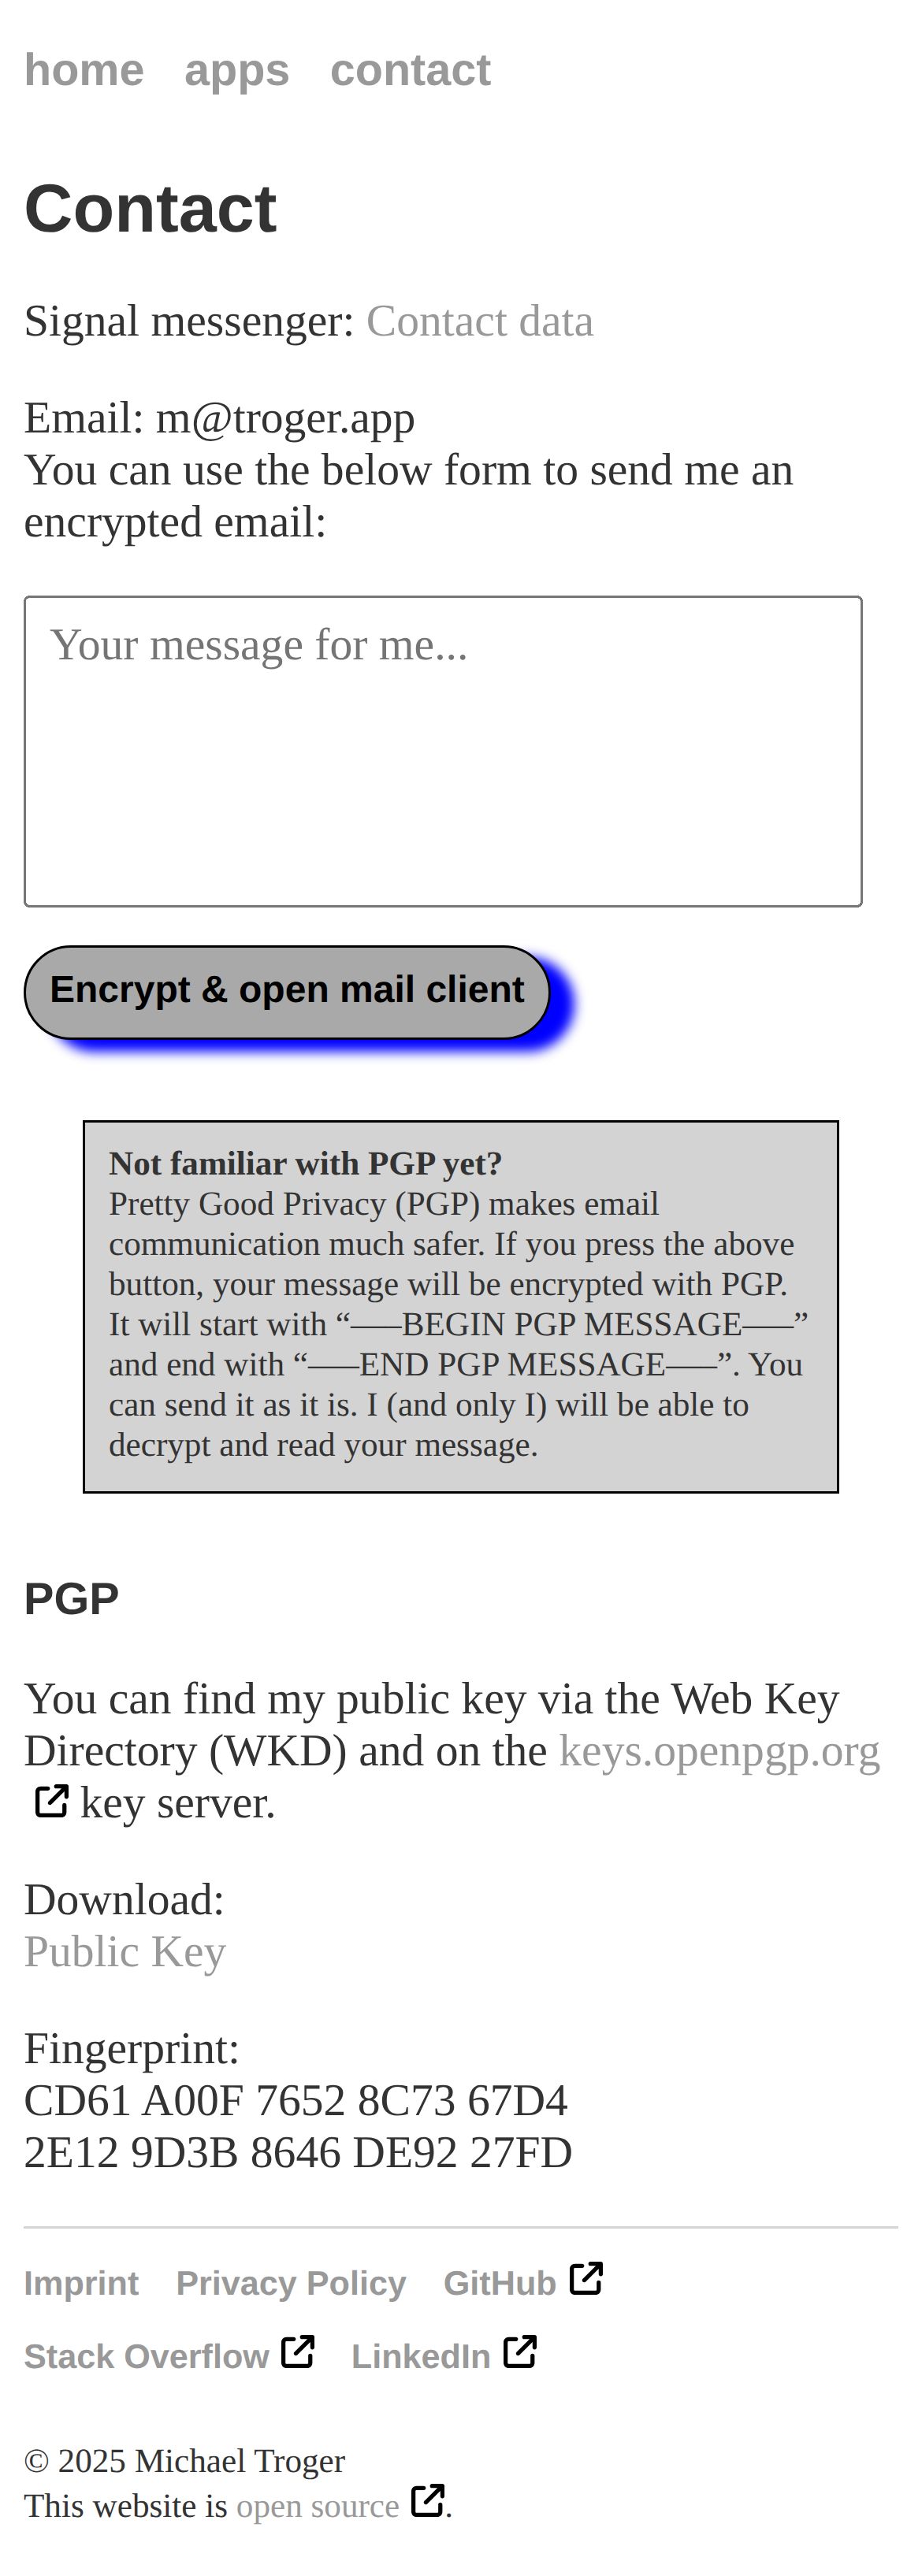 home apps contact
Contact
Signal messenger: Contact data
Email: m@troger.app
You can use the below form to send me an
encrypted email:
Your message for me...
Encrypt & open mail client
Not familiar with PGP yet?
Pretty Good Privacy (PGP) makes email
communication much safer. If you press the above
button, your message will be encrypted with PGP.
It will start with “—–BEGIN PGP MESSAGE—–”
and end with “—–END PGP MESSAGE—–”. You
can send it as it is. I (and only I) will be able to
decrypt and read your message.
PGP
You can find my public key via the Web Key
Directory (WKD) and on the keys.openpgp.org
key server.
Download:
Public Key
Fingerprint:
CD61 A00F 7652 8C73 67D4
2E12 9D3B 8646 DE92 27FD
Imprint Privacy Policy GitHub
Stack Overflow LinkedIn
© 2025 Michael Troger
This website is open source .